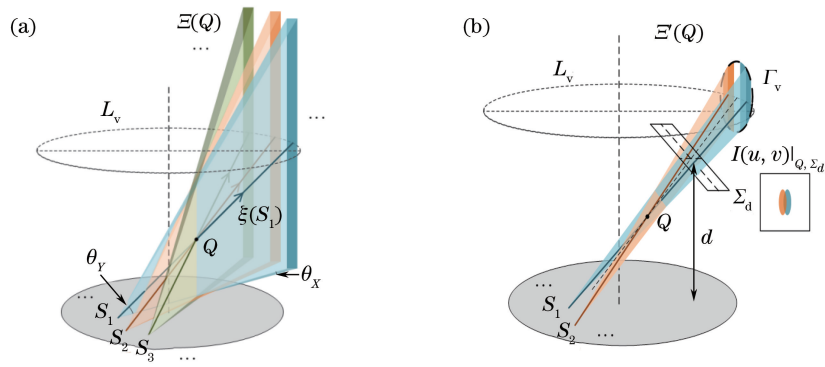 (a)
Ξ(Q)
...
L_v
...
ξ(S_1)
Q
θ_Y
θ_X
...
S_1
S_2
S_3
...
(b)
Ξ'(Q)
L_v
Γ_v
I(u, v)|_{Q, Σ_d}
Σ_d
Q
d
...
S_1
S_2
...